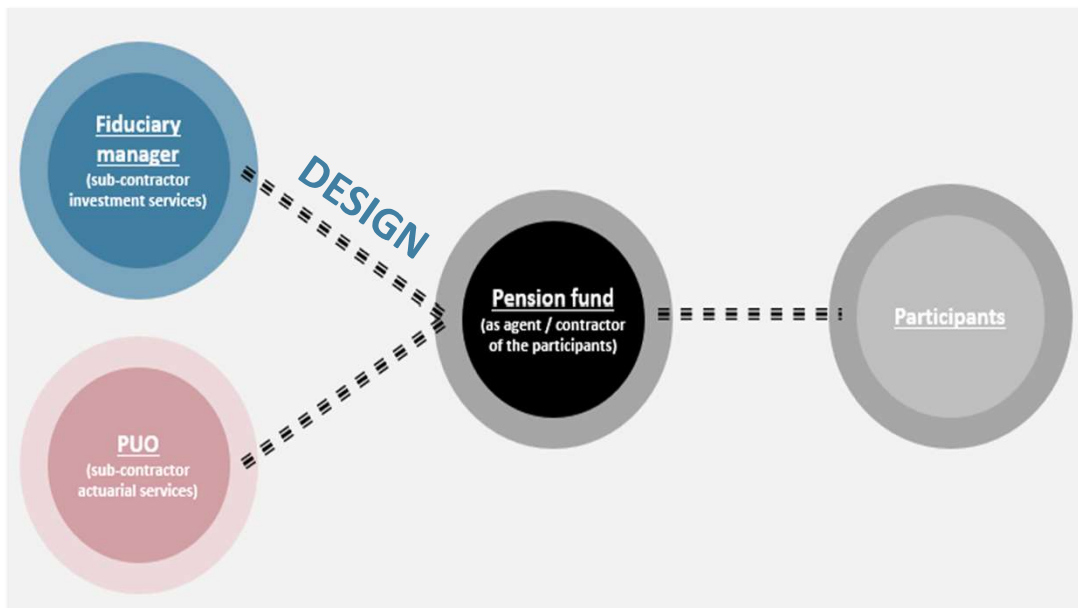 Fiduciary
manager
(sub-contractor
investment services)
DESIGN
Pension fund
(as agent / contractor
of the participants)
Participants
PUO
(sub-contractor
actuarial services)